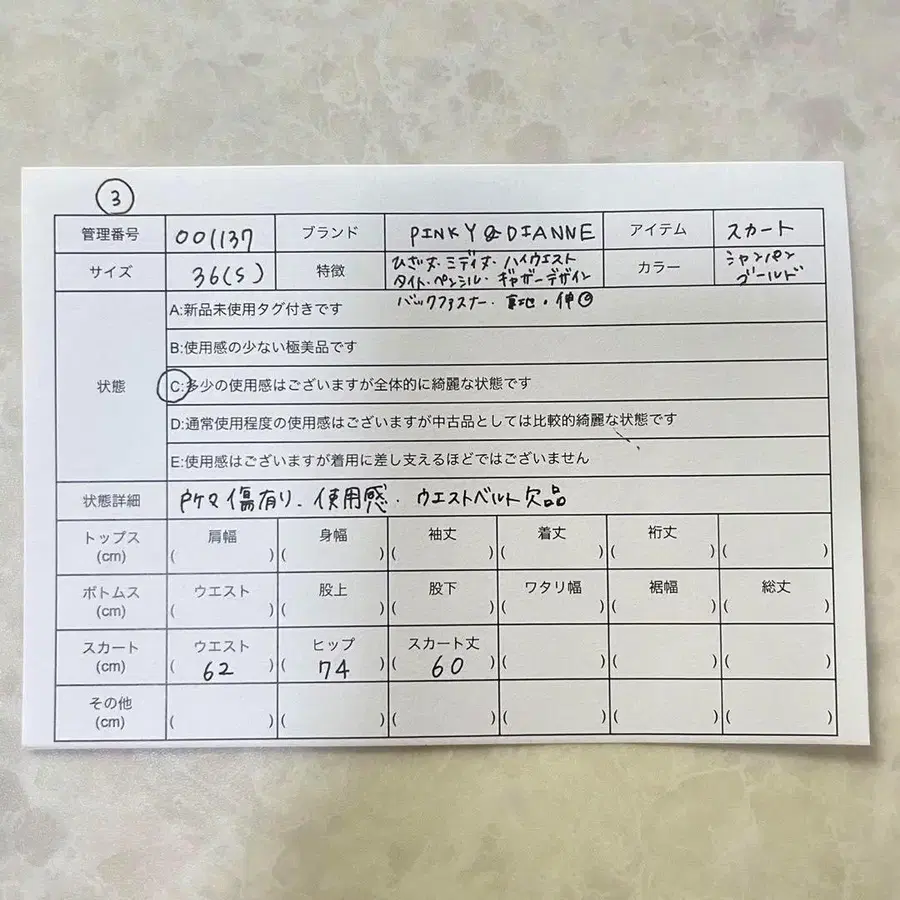 3
管理番号 001137 ブランド PINKY & DIANNE アイテム スカート
サイズ 36(S) 特徴 ひざ丈・ミディ丈・ハイウエスト カラー シャンパン
タイト・ペンシル・ギャザーデザイン ゴールド
バックファスナー・裏地・伸◎
状態
A:新品未使用タグ付きです
B:使用感の少ない極美品です
C:多少の使用感はございますが全体的に綺麗な状態です
D:通常使用程度の使用感はございますが中古品としては比較的綺麗な状態です
E:使用感はございますが着用に差し支えるほどではございません
状態詳細 傷有り、使用感・ウエストベルト欠品
トップス (cm) 肩幅 ( ) 身幅 ( ) 袖丈 ( ) 着丈 ( ) 裄丈 ( ) ( )
ボトムス (cm) ウエスト ( ) 股上 ( ) 股下 ( ) ワタリ幅 ( ) 裾幅 ( ) 総丈 ( )
スカート (cm) ウエスト ( 62 ) ヒップ ( 74 ) スカート丈 ( 60 ) ( ) ( ) ( )
その他 (cm) ( ) ( ) ( ) ( ) ( ) ( )